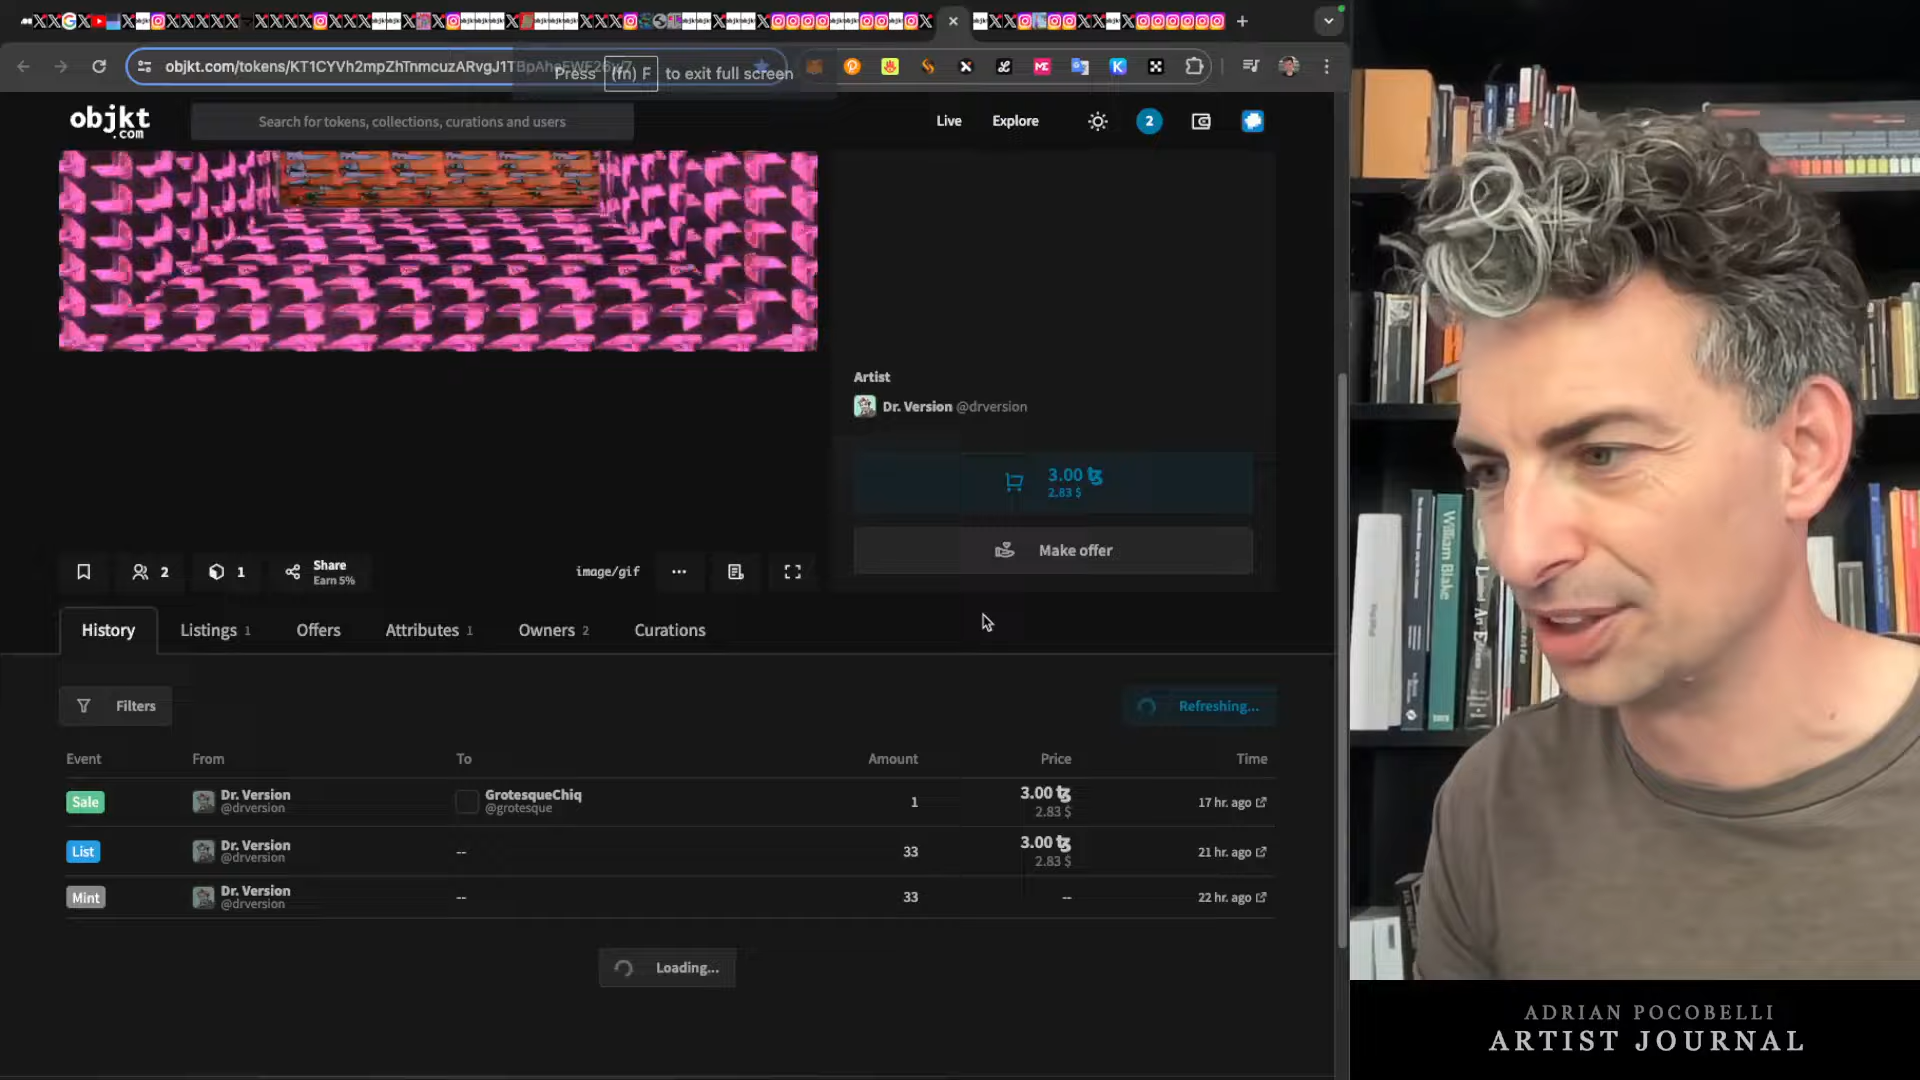 objkt.com/tokens/KT1CYVh2mpZhTnmcuzARvgJ1T
Press (fn) F to exit full screen
objkt
.com
Search for tokens, collections, curations and users
Live
Explore
2
Artist
Dr. Version @drversion
3.00 ꜩ
2.83 $
Make offer
2
1
Share
Earn 5%
image/gif
History
Listings 1
Offers
Attributes 1
Owners 2
Curations
Filters
Refreshing...
Event From To Amount Price Time
Sale Dr. Version GrotesqueChiq 1 3.00 ꜩ 17 hr. ago
@drversion @grotesque 2.83 $
List Dr. Version -- 33 3.00 ꜩ 21 hr. ago
@drversion 2.83 $
Mint Dr. Version -- 33 -- 22 hr. ago
@drversion
Loading...
William Blake
ADRIAN POCOBELLI
ARTIST JOURNAL